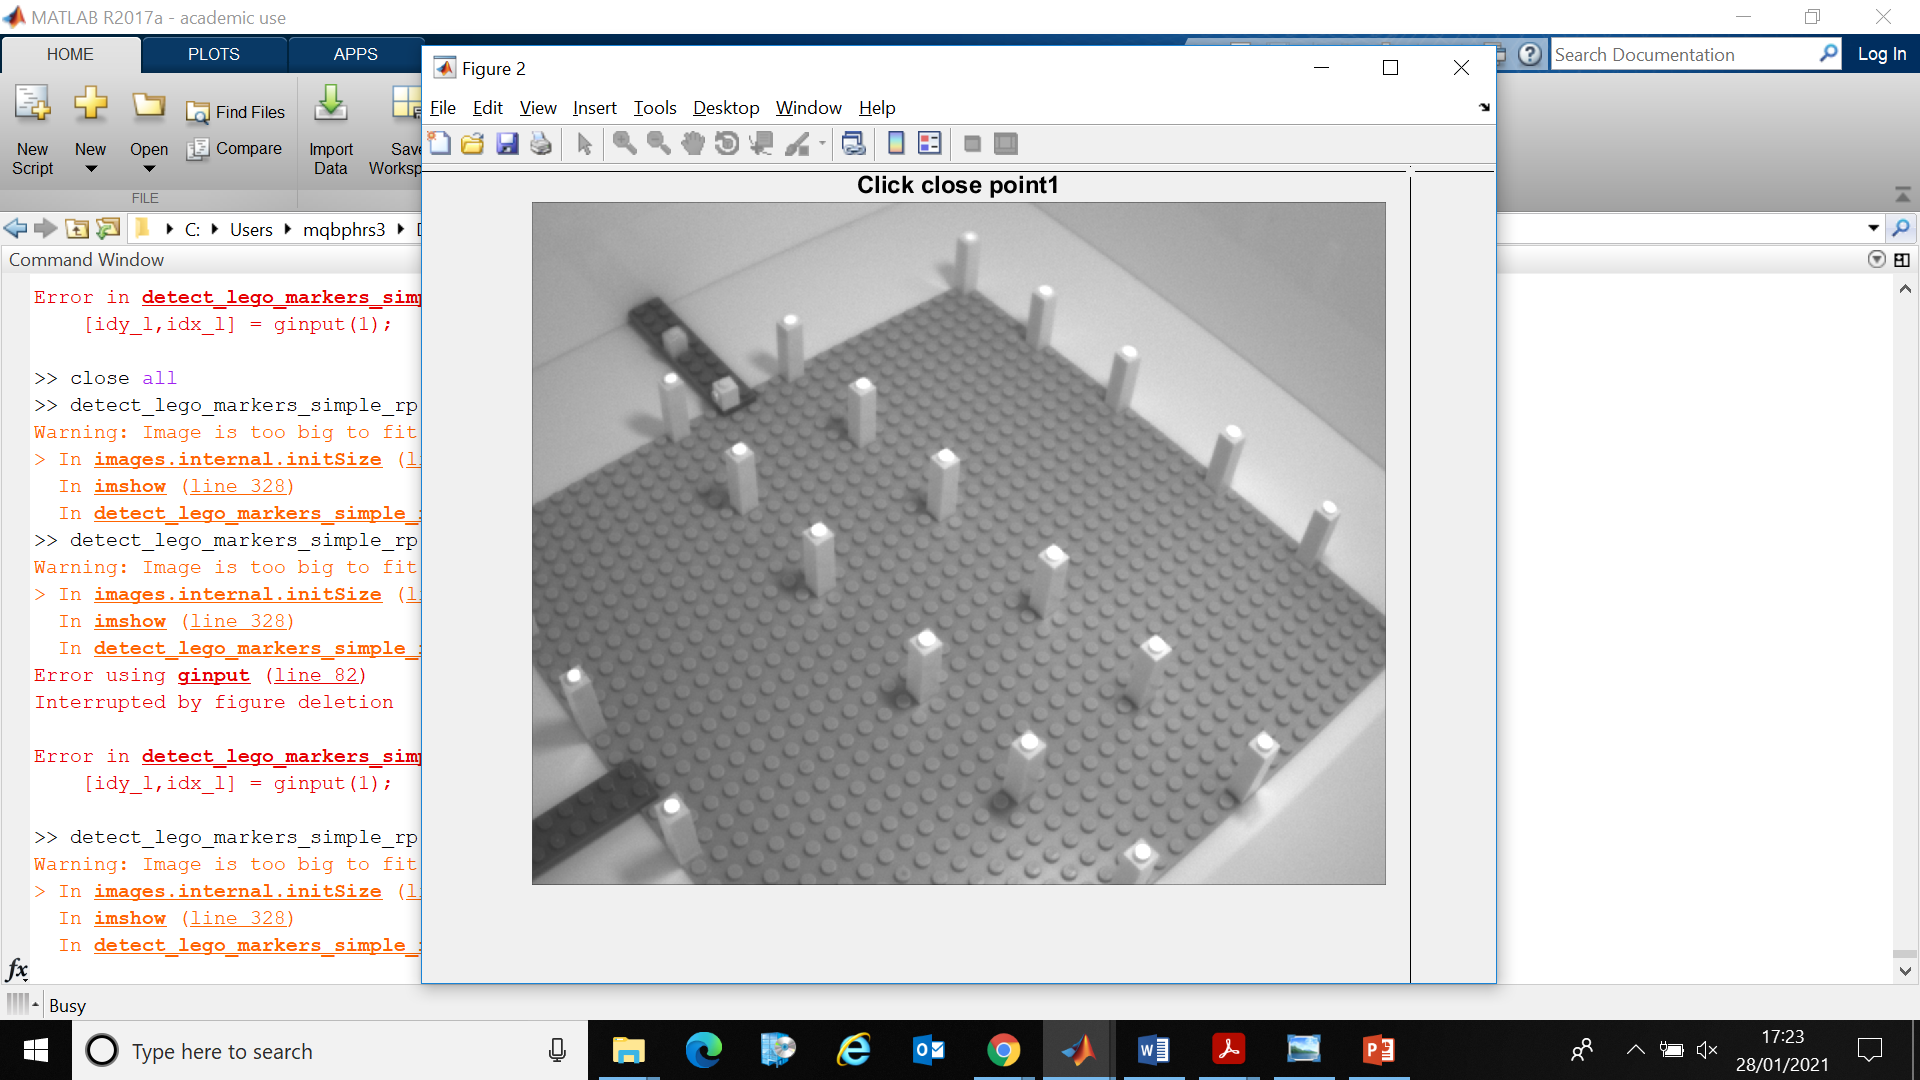 MATLAB R2017a - academic use
HOME PLOTS APPS
Search Documentation
Log In
New Script
New
Open
Find Files
Compare
Import Data
Save
FILE
C: Users mqbphrs3
Command Window
Error in detect_lego_markers_sim
[idy_l,idx_l] = ginput(1);
>> close all
>> detect_lego_markers_simple_rp
Warning: Image is too big to fit
> In images.internal.initSize (l
In imshow (line 328)
In detect_lego_markers_simple_
>> detect_lego_markers_simple_rp
Warning: Image is too big to fit
> In images.internal.initSize (l
In imshow (line 328)
In detect_lego_markers_simple_
Error using ginput (line 82)
Interrupted by figure deletion
Error in detect_lego_markers_sim
[idy_l,idx_l] = ginput(1);
>> detect_lego_markers_simple_rp
Warning: Image is too big to fit
> In images.internal.initSize (l
In imshow (line 328)
In detect_lego_markers_simple_
fx
Busy
Figure 2
File Edit View Insert Tools Desktop Window Help
Click close point1
Type here to search
17:23
28/01/2021